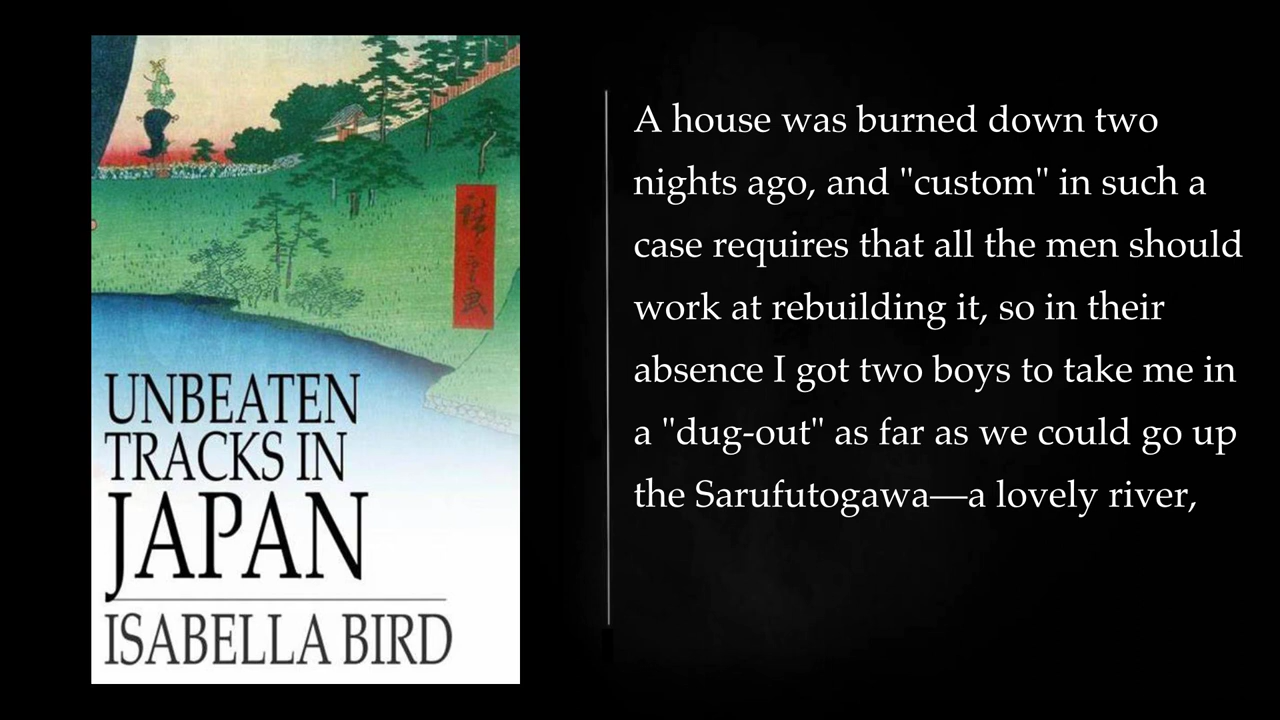 UNBEATEN
TRACKS IN
JAPAN
ISABELLA BIRD
A house was burned down two
nights ago, and "custom" in such a
case requires that all the men should
work at rebuilding it, so in their
absence I got two boys to take me in
a "dug-out" as far as we could go up
the Sarufutogawa—a lovely river,